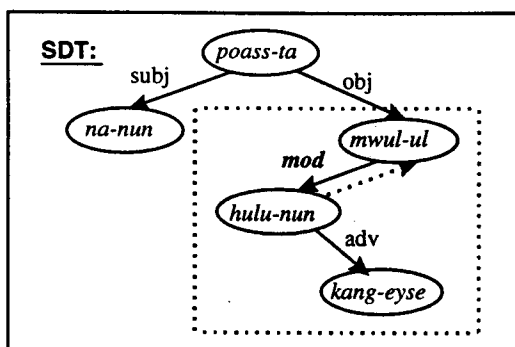 SDT:
poass-ta
subj
obj
na-nun
mwul-ul
mod
hulu-nun
adv
kang-eyse